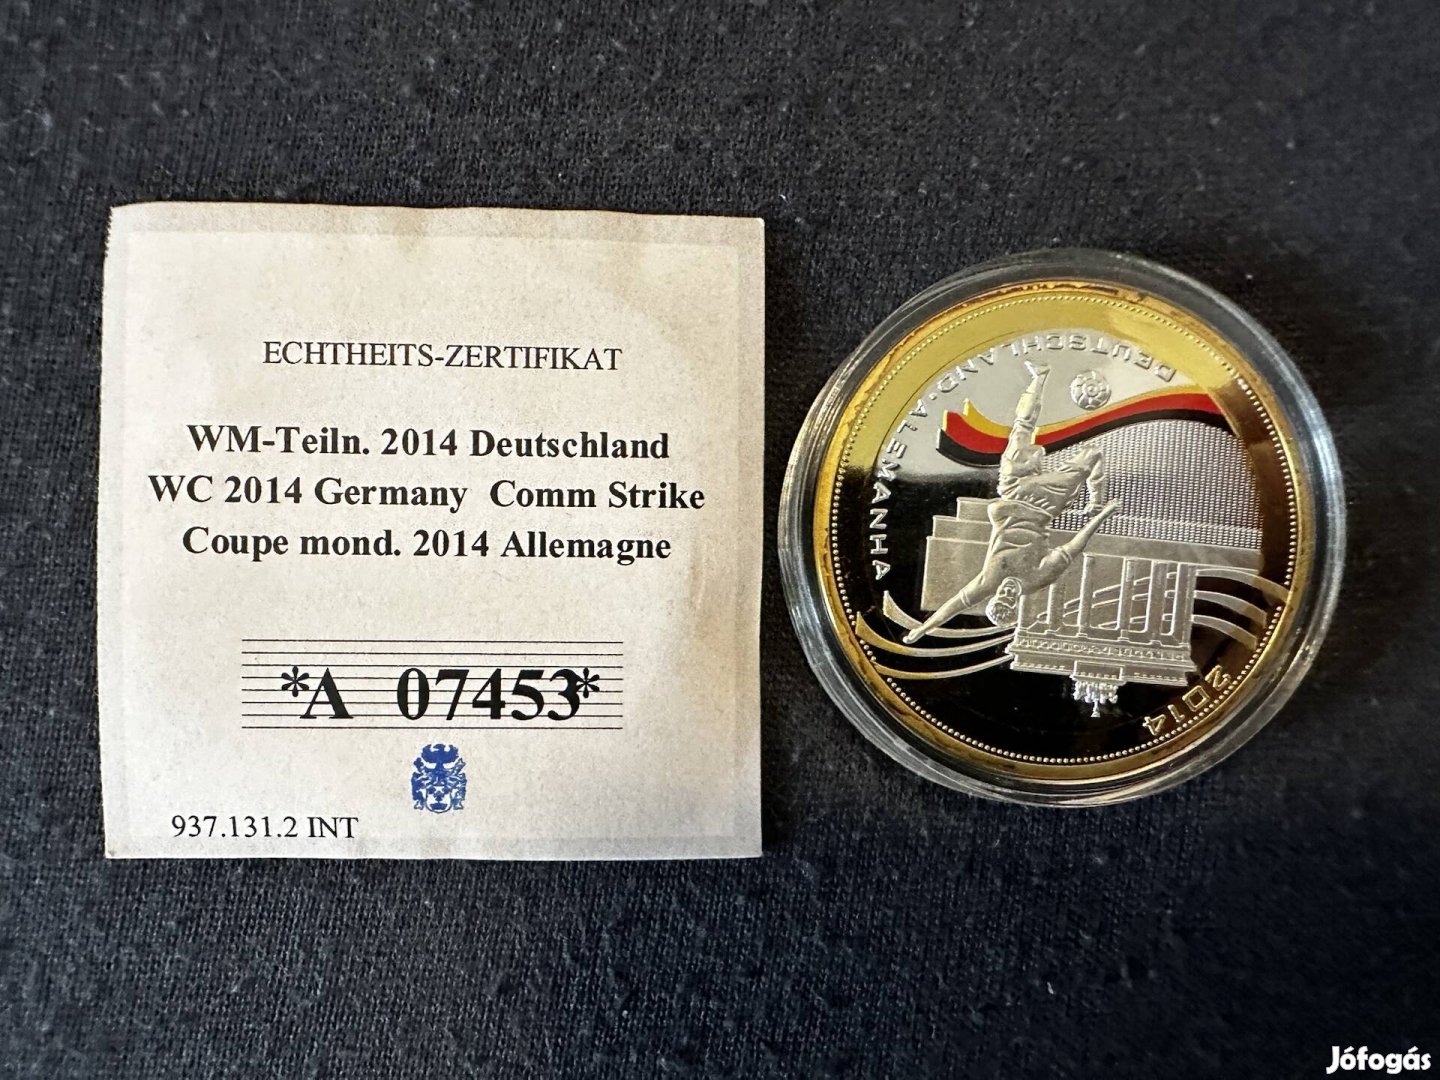 ECHTHEITS-ZERTIFIKAT
WM-Teiln. 2014 Deutschland
WC 2014 Germany Comm Strike
Coupe mond. 2014 Allemagne
*A 07453*
937.131.2 INT
DEUTSCHLAND·ALEMANHA
2014
Jófogás